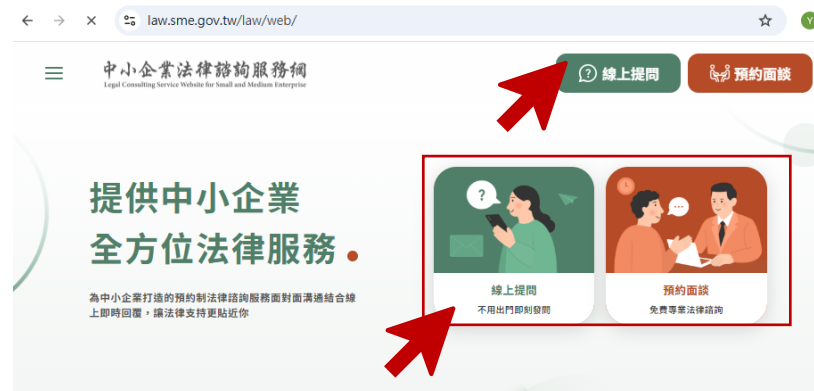 law.sme.gov.tw/law/web/
Y
中小企業法律諮詢服務網
Legal Consulting Service Website for Small and Medium Enterprise
線上提問
預約面談
提供中小企業
全方位法律服務
為中小企業打造的預約制法律諮詢服務面對面溝通結合線
上即時回覆，讓法律支持更貼近你
線上提問
不用出門即刻發問
預約面談
免費專業法律諮詢